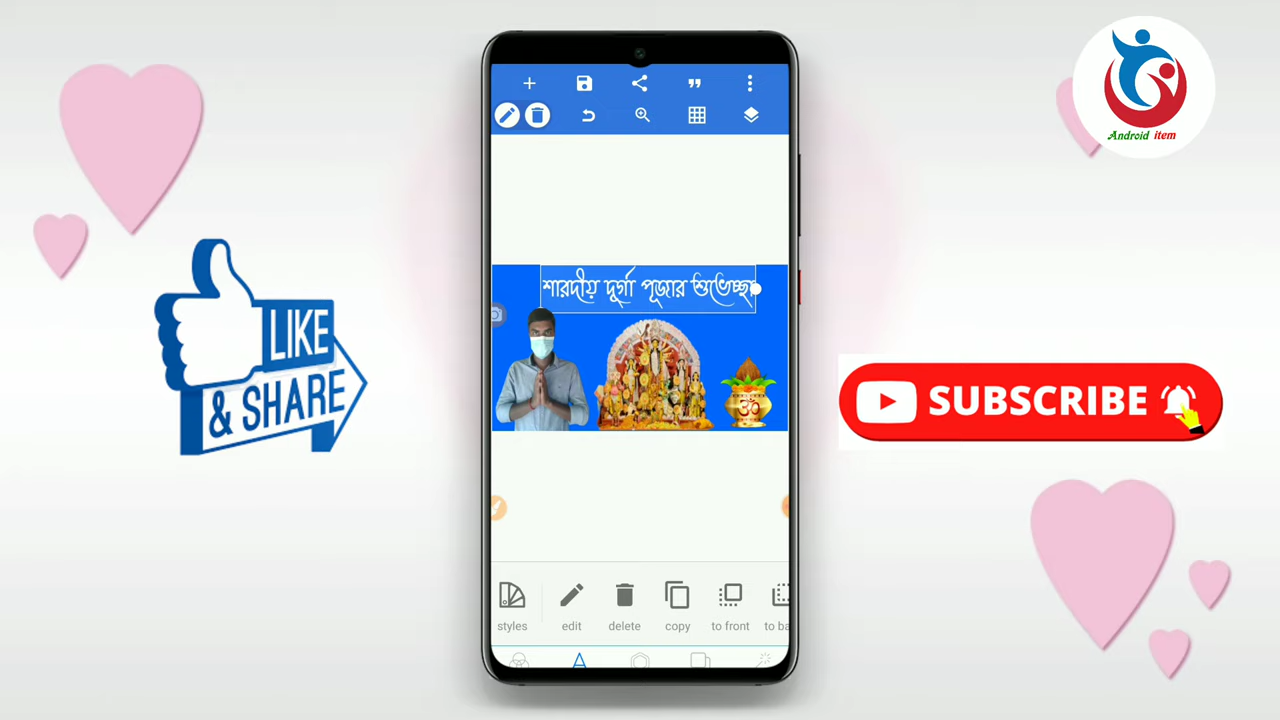 Android item
শারদীয় দুর্গা পূজার শুভেচ্ছা
LIKE
& SHARE
SUBSCRIBE
styles
edit
delete
copy
to front
to ba